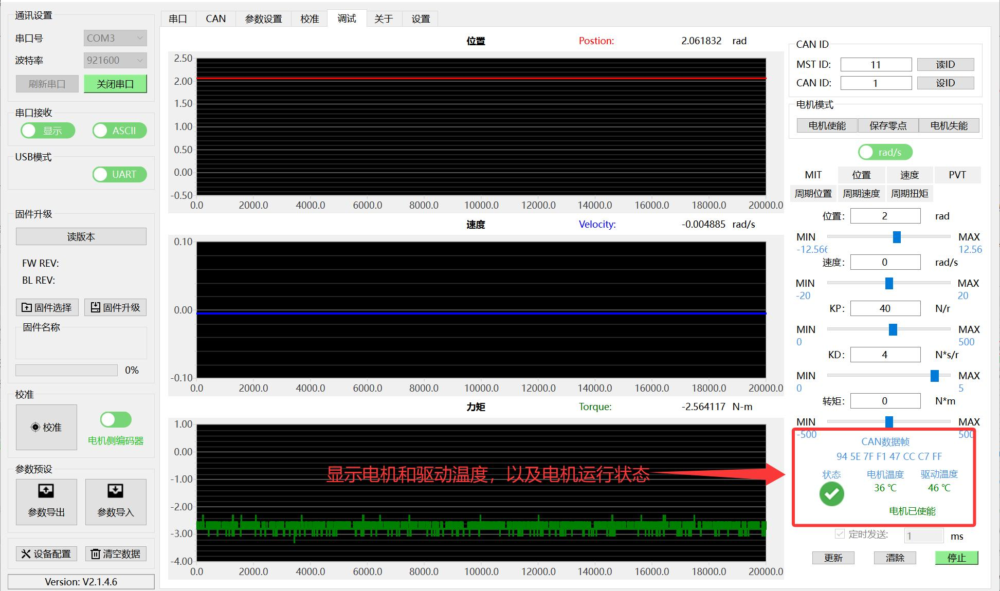 通讯设置
串口号 COM3
波特率 921600
刷新串口 关闭串口
串口接收
显示 ASCII
USB模式
UART
固件升级
读版本
FW REV:
BL REV:
固件选择 固件升级
固件名称
0%
校准
校准
电机侧编码器
参数预设
参数导出 参数导入
设备配置 清空数据
Version: V2.1.4.6
串口 CAN 参数设置 校准 调试 关于 设置
位置 Postion: 2.061832 rad
2.50
2.00
1.50
1.00
0.50
0.00
-0.50
0.0 2000.0 4000.0 6000.0 8000.0 10000.0 12000.0 14000.0 16000.0 18000.0 20000.0
速度 Velocity: -0.004885 rad/s
0.10
0.00
-0.10
0.0 2000.0 4000.0 6000.0 8000.0 10000.0 12000.0 14000.0 16000.0 18000.0 20000.0
力矩 Torque: -2.564117 N-m
1.00
0.00
-1.00
-2.00
-3.00
-4.00
0.0 2000.0 4000.0 6000.0 8000.0 10000.0 12000.0 14000.0 16000.0 18000.0 20000.0
显示电机和驱动温度，以及电机运行状态
CAN ID
MST ID: 11 读ID
CAN ID: 1 设ID
电机模式
电机使能 保存零点 电机失能
rad/s
MIT 位置 速度 PVT
周期位置 周期速度 周期扭矩
位置: 2 rad
MIN MAX
-12.566 12.56
速度: 0 rad/s
MIN MAX
-20 20
KP: 40 N/r
MIN MAX
0 500
KD: 4 N*s/r
MIN MAX
0 5
转矩: 0 N*m
MIN MAX
-500 500
CAN数据帧
94 5E 7F F1 47 CC C7 FF
状态 电机温度 驱动温度
36 ℃ 46 ℃
电机已使能
定时发送: 1 ms
更新 清除 停止